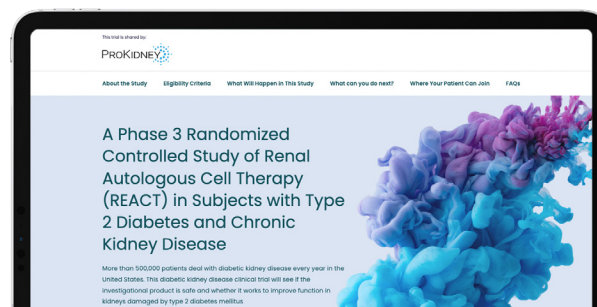 This trial is shared by:
PROKIDNEY
About the Study Eligibility Criteria What Will Happen in This Study What can you do next? Where Your Patient Can Join FAQs
A Phase 3 Randomized
Controlled Study of Renal
Autologous Cell Therapy
(REACT) in Subjects with Type
2 Diabetes and Chronic
Kidney Disease
More than 500,000 patients deal with diabetic kidney disease every year in the
United States. This diabetic kidney disease clinical trial will see if the
investigational product is safe and whether it works to improve function in
kidneys damaged by type 2 diabetes mellitus